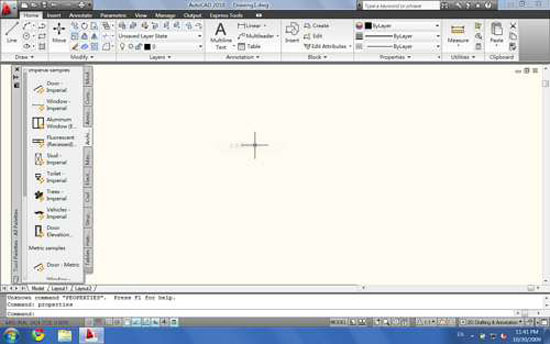 AutoCAD 2010 Drawing1.dwg
Type a keyword or phrase
Home Insert Annotate Parametric View Manage Output Express Tools
Line Move Unsaved Layer State Multiline Text Linear Multileader Table Insert Create Edit Edit Attributes ByLayer ByLayer ByLayer Measure Paste
0
Draw Modify Layers Annotation Block Properties Utilities Clipboard
Imperial samples
Door -
Imperial
Window -
Imperial
Aluminum
Window (E...
Fluorescent
(Recessed)...
Stud -
Imperial
Toilet -
Imperial
Trees -
Imperial
Vehicles -
Imperial
Door
Elevation...
Metric samples
Door - Metric
Window -
Tool Palettes - All Palettes
Archi...
Elect...
Civil
Struc...
Tables
Model Layout1 Layout2
Unknown command "PROPERTIES". Press F1 for help.
Command: properties
Command:
MODEL
2D Drafting & Annotation
EN
11:41 PM
10/20/2009